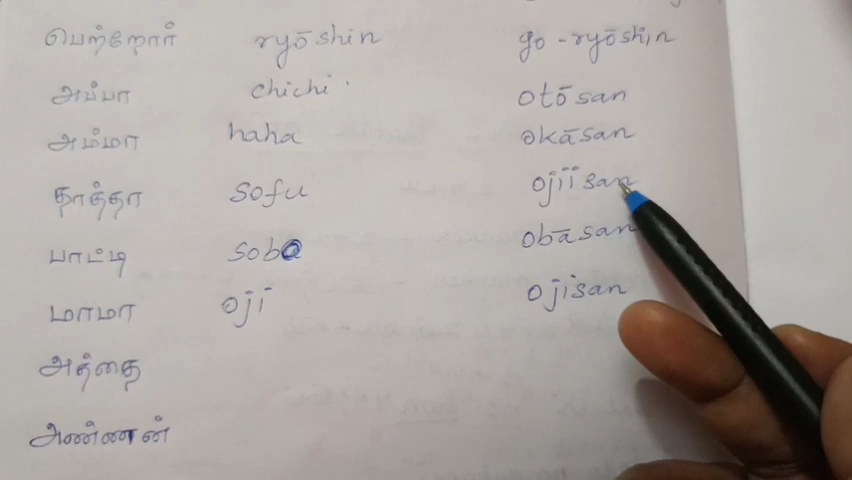 பெற்றோர் ryōshin go - ryōshin
அப்பா chichi otōsan
அம்மா haha okāsan
தாத்தா sofu ojiisan
பாட்டி sobo obāsan
மாமா oji ojisan
அத்தை
அண்ணன்